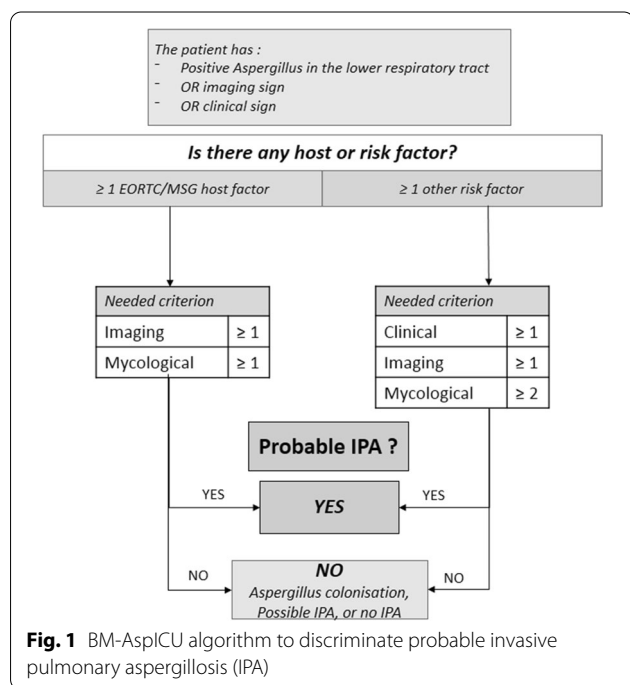 The patient has :
- Positive Aspergillus in the lower respiratory tract
- OR imaging sign
- OR clinical sign
Is there any host or risk factor?
≥ 1 EORTC/MSG host factor
≥ 1 other risk factor
Needed criterion
Imaging ≥ 1
Mycological ≥ 1
Needed criterion
Clinical ≥ 1
Imaging ≥ 1
Mycological ≥ 2
Probable IPA ?
YES
YES
YES
NO
NO
NO
Aspergillus colonisation,
Possible IPA, or no IPA
Fig. 1 BM-AspICU algorithm to discriminate probable invasive
pulmonary aspergillosis (IPA)